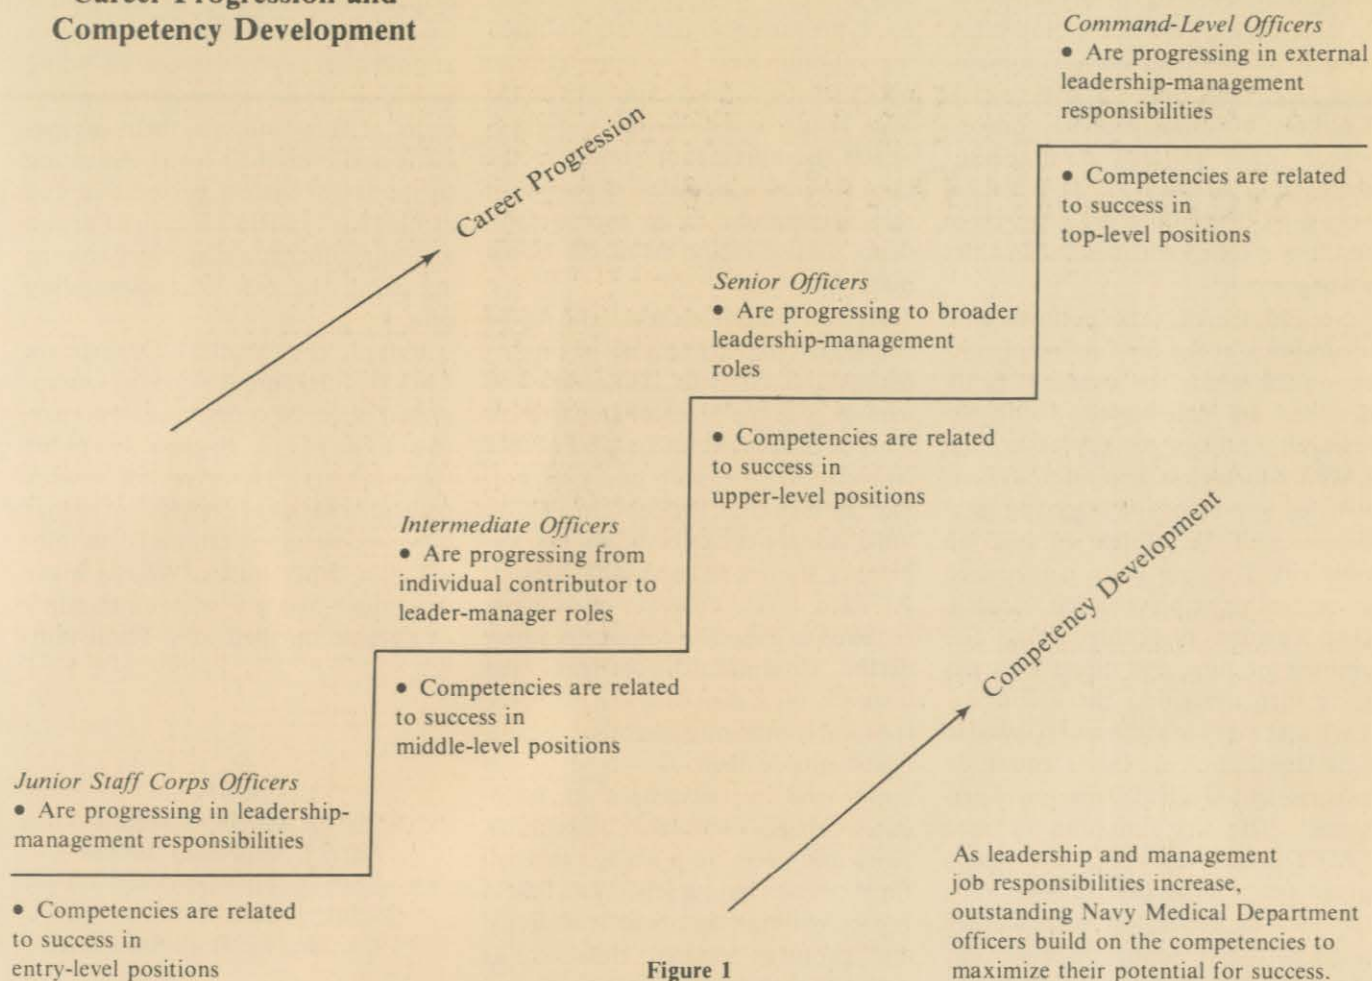 Career Progression and
Competency Development
Command-Level Officers
• Are progressing in external
leadership-management
responsibilities
• Competencies are related
to success in
top-level positions
Career Progression
Senior Officers
• Are progressing to broader
leadership-management
roles
• Competencies are related
to success in
upper-level positions
Intermediate Officers
• Are progressing from
individual contributor to
leader-manager roles
• Competencies are related
to success in
middle-level positions
Competency Development
Junior Staff Corps Officers
• Are progressing in leadership-
management responsibilities
• Competencies are related
to success in
entry-level positions
Figure 1
As leadership and management
job responsibilities increase,
outstanding Navy Medical Department
officers build on the competencies to
maximize their potential for success.